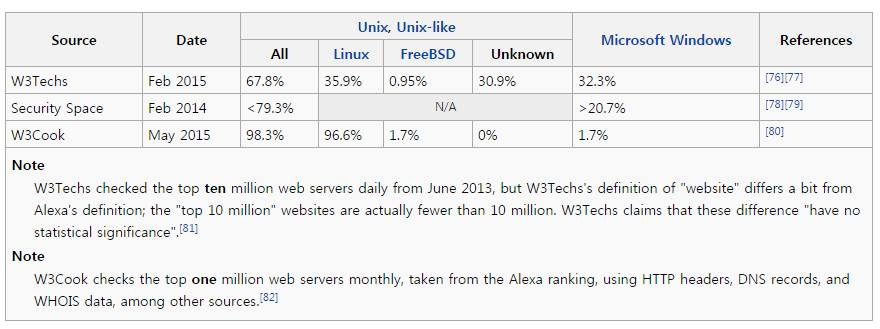 Source Date Unix, Unix-like Microsoft Windows References
All Linux FreeBSD Unknown
W3Techs Feb 2015 67.8% 35.9% 0.95% 30.9% 32.3% [76][77]
Security Space Feb 2014 <79.3% N/A >20.7% [78][79]
W3Cook May 2015 98.3% 96.6% 1.7% 0% 1.7% [80]
Note
W3Techs checked the top ten million web servers daily from June 2013, but W3Techs's definition of "website" differs a bit from
Alexa's definition; the "top 10 million" websites are actually fewer than 10 million. W3Techs claims that these difference "have no
statistical significance".[81]
Note
W3Cook checks the top one million web servers monthly, taken from the Alexa ranking, using HTTP headers, DNS records, and
WHOIS data, among other sources.[82]